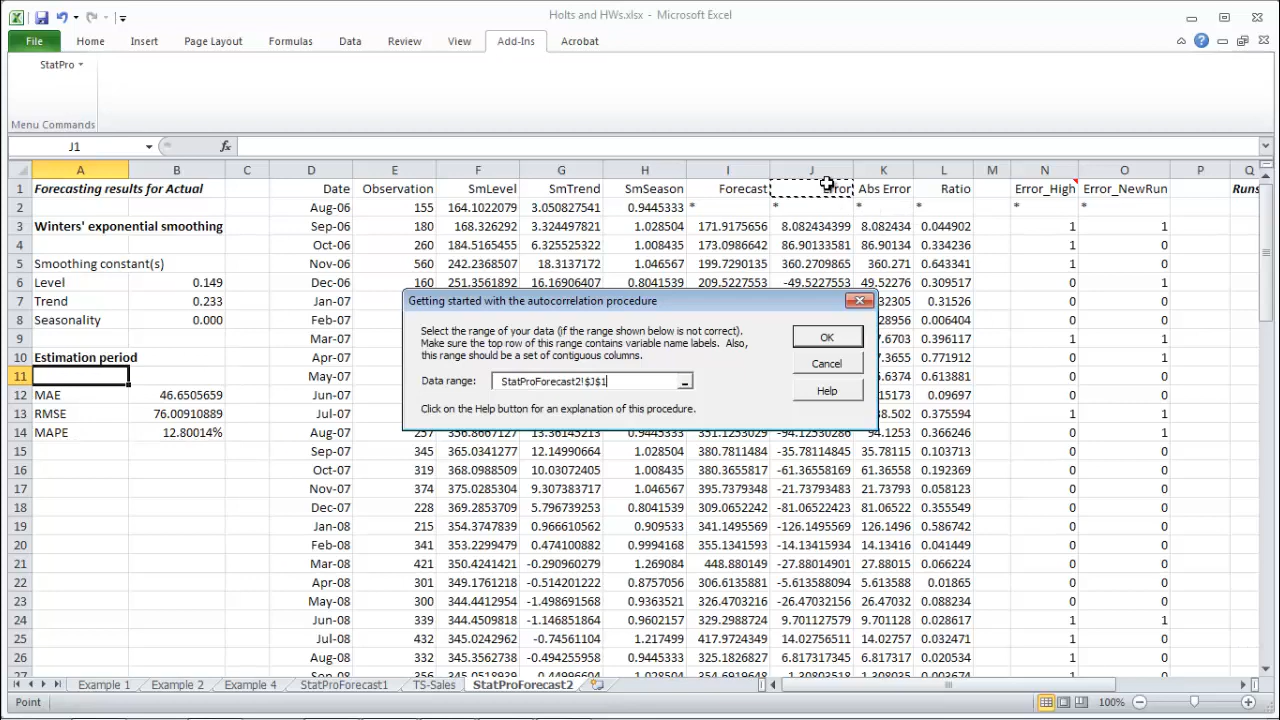 Holts and HWs.xlsx - Microsoft Excel
File Home Insert Page Layout Formulas Data Review View Add-Ins Acrobat
StatPro
Menu Commands
J1 fx
A B C D E F G H I J K L M N O P Q
1 Forecasting results for Actual Date Observation SmLevel SmTrend SmSeason Forecast Error Abs Error Ratio Error_High Error_NewRun Runs
2 Aug-06 155 164.1022079 3.050827541 0.9445333 * * * * * *
3 Winters' exponential smoothing Sep-06 180 168.326292 3.324497821 1.028504 171.9175656 8.082434399 8.082434 0.044902 1 1
4 Oct-06 260 184.5165455 6.325525322 1.008435 173.0986642 86.90133581 86.90134 0.334236 1 0
5 Smoothing constant(s) Nov-06 560 242.2368507 18.3137172 1.046567 199.7290135 360.2709865 360.271 0.643341 1 0
6 Level 0.149 Dec-06 160 251.3561892 16.16906407 0.8041539 209.5227553 -49.5227553 49.52276 0.309517 0 1
7 Trend 0.233 Jan-07 32305 0.31526 0 0
8 Seasonality 0.000 Feb-07 28956 0.006404 0 0
9 Mar-07 7.6703 0.396117 1 1
10 Estimation period Apr-07 7.3655 0.771912 1 0
11 May-07 5.6374 0.613881 1 0
12 MAE 46.6505659 Jun-07 15173 0.09697 0 1
13 RMSE 76.00910889 Jul-07 38.502 0.375594 1 1
14 MAPE 12.80014% Aug-07 257 356.8667127 13.36145213 0.9445333 351.1253029 -94.12530286 94.1253 0.366246 0 1
15 Sep-07 345 365.0341277 12.14990664 1.028504 380.7811484 -35.78114845 35.78115 0.103713 0 0
16 Oct-07 319 368.0988509 10.03072405 1.008435 380.3655817 -61.36558169 61.36558 0.192369 0 0
17 Nov-07 374 375.0285304 9.307383717 1.046567 395.7379348 -21.73793483 21.73793 0.058123 0 0
18 Dec-07 228 369.2853709 5.796739253 0.8041539 309.0652242 -81.06522423 81.06522 0.355549 0 0
19 Jan-08 215 354.3747839 0.966610562 0.909533 341.1495569 -126.1495569 126.1496 0.586742 0 0
20 Feb-08 341 353.2299479 0.474100892 0.9994168 355.1341593 -14.13415934 14.13416 0.041449 0 0
21 Mar-08 421 350.4241421 -0.290960279 1.269084 448.880149 -27.88014901 27.88015 0.066224 0 0
22 Apr-08 301 349.1761218 -0.514201222 0.8757056 306.6135881 -5.613588094 5.613588 0.01865 0 0
23 May-08 300 344.4412954 -1.498691568 0.9363521 326.4703216 -26.47032156 26.47032 0.088234 0 0
24 Jun-08 339 344.4509818 -1.146851864 0.9602157 329.2988724 9.701127579 9.701128 0.028617 1 1
25 Jul-08 432 345.0242962 -0.74561104 1.217499 417.9724349 14.02756511 14.02757 0.032471 1 0
26 Aug-08 332 345.3562738 -0.494255958 0.9445333 325.1826784 6.817317345 6.817317 0.020534 1 0
Getting started with the autocorrelation procedure
Select the range of your data (if the range shown below is not correct).
Make sure the top row of this range contains variable name labels. Also,
this range should be a set of contiguous columns.
Data range: StatProForecast2!$J$1
Click on the Help button for an explanation of this procedure.
OK
Cancel
Help
Example 1 Example 2 Example 4 StatProForecast1 TS-Sales StatProForecast2
Point 100%